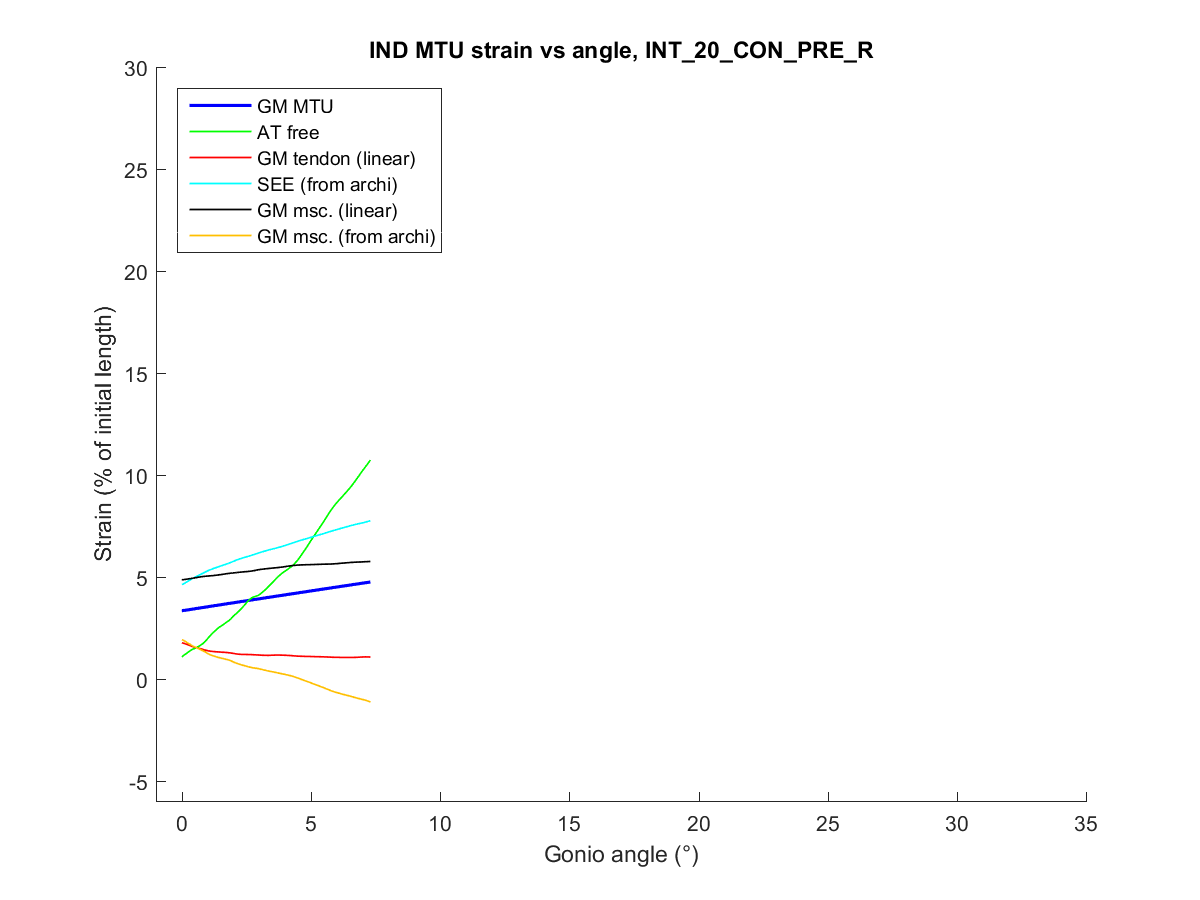 IND MTU strain vs angle, INT_20_CON_PRE_R
30
25
20
15
10
5
0
-5
Strain (% of initial length)
GM MTU
AT free
GM tendon (linear)
SEE (from archi)
GM msc. (linear)
GM msc. (from archi)
0 5 10 15 20 25 30 35
Gonio angle (°)